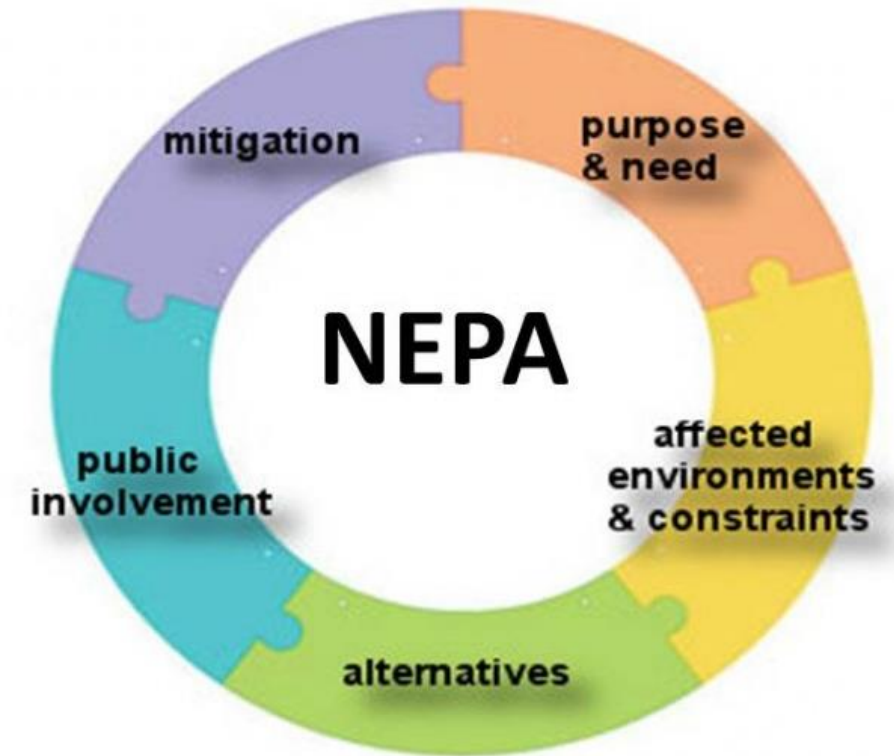 purpose
& need
affected
environments
& constraints
alternatives
public
involvement
mitigation
NEPA